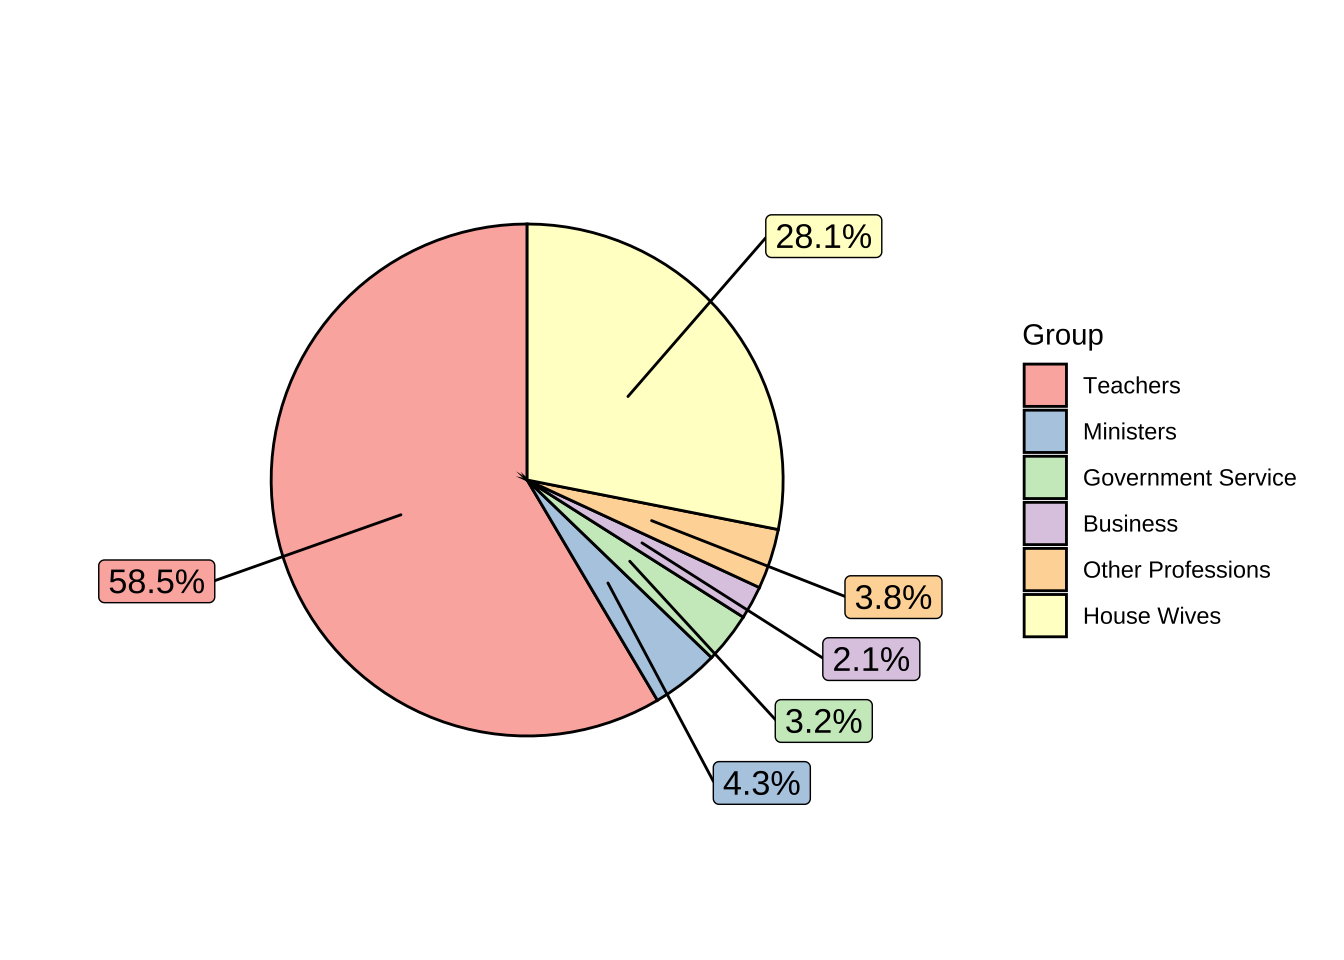 28.1%
58.5%
3.8%
2.1%
3.2%
4.3%
Group
Teachers
Ministers
Government Service
Business
Other Professions
House Wives